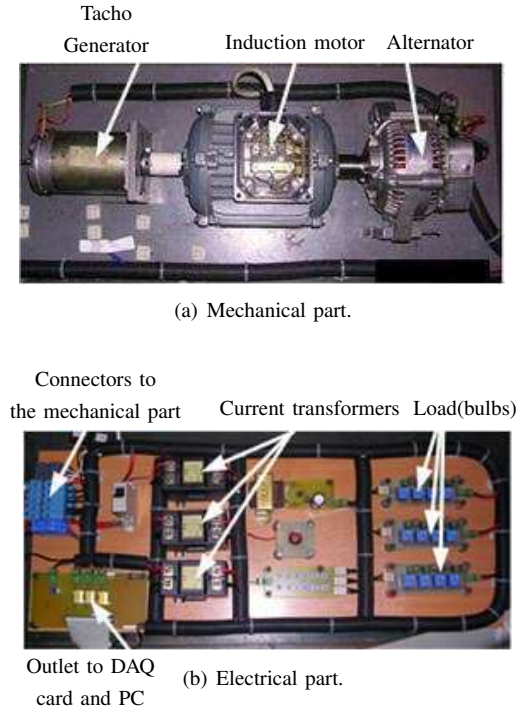 Tacho
Generator
Induction motor
Alternator
(a) Mechanical part.
Connectors to
the mechanical part
Current transformers
Load(bulbs)
Outlet to DAQ
card and PC
(b) Electrical part.